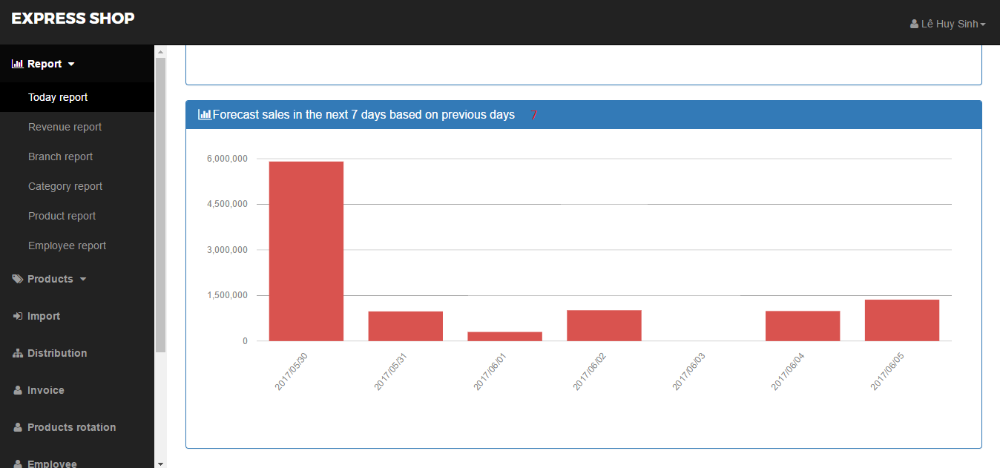 EXPRESS SHOP
Lê Huy Sinh
Report
Today report
Revenue report
Branch report
Category report
Product report
Employee report
Products
Import
Distribution
Invoice
Products rotation
Employee
Forecast sales in the next 7 days based on previous days 7
6,000,000
4,500,000
3,000,000
1,500,000
0
2017/05/30
2017/05/31
2017/06/01
2017/06/02
2017/06/03
2017/06/04
2017/06/05